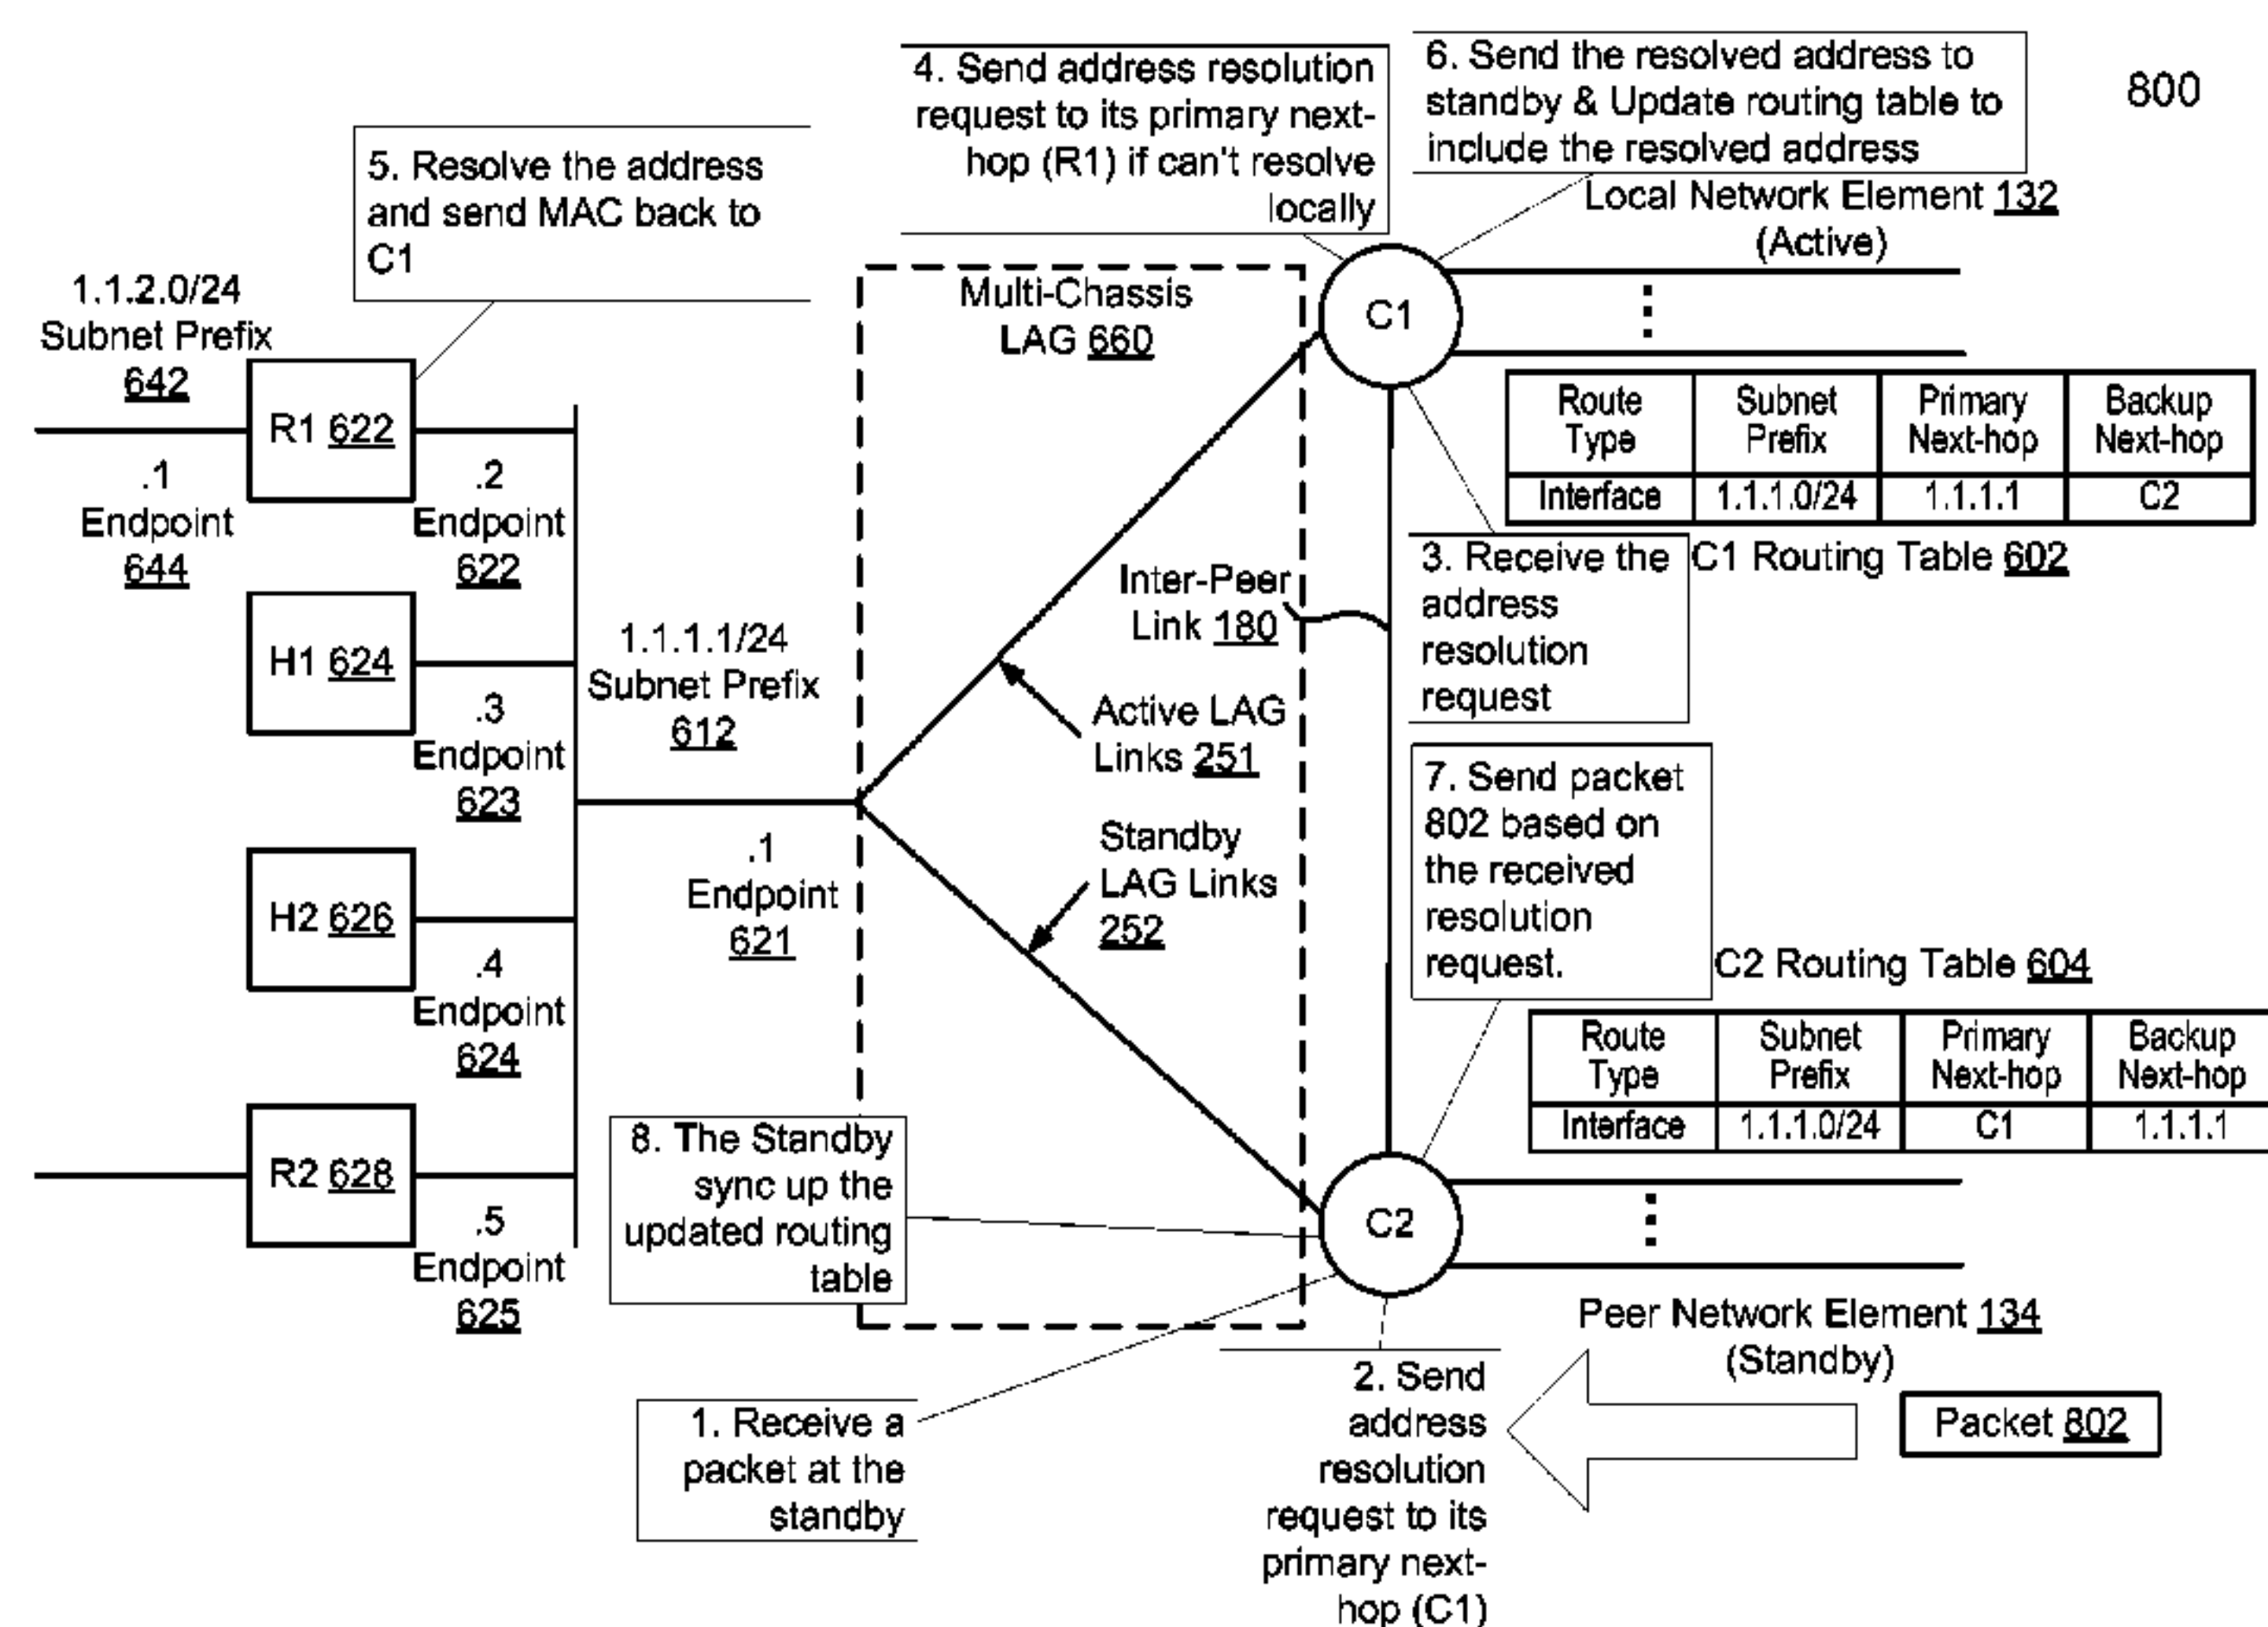 800
4. Send address resolution
request to its primary next-
hop (R1) if can't resolve
locally
6. Send the resolved address to
standby & Update routing table to
include the resolved address
5. Resolve the address
and send MAC back to
C1
Local Network Element 132
(Active)
1.1.2.0/24
Subnet Prefix
642
R1 622
.1
Endpoint
644
.2
Endpoint
622
H1 624
.3
Endpoint
623
H2 626
.4
Endpoint
624
R2 628
.5
Endpoint
625
1.1.1.1/24
Subnet Prefix
612
.1
Endpoint
621
Multi-Chassis
LAG 660
C1
Inter-Peer
Link 180
Active LAG
Links 251
Standby
LAG Links
252
Route Type Subnet Prefix Primary Next-hop Backup Next-hop
Interface 1.1.1.0/24 1.1.1.1 C2
C1 Routing Table 602
3. Receive the
address
resolution
request
7. Send packet
802 based on
the received
resolution
request.
C2 Routing Table 604
Route Type Subnet Prefix Primary Next-hop Backup Next-hop
Interface 1.1.1.0/24 C1 1.1.1.1
8. The Standby
sync up the
updated routing
table
C2
Peer Network Element 134
(Standby)
1. Receive a
packet at the
standby
2. Send
address
resolution
request to its
primary next-
hop (C1)
Packet 802